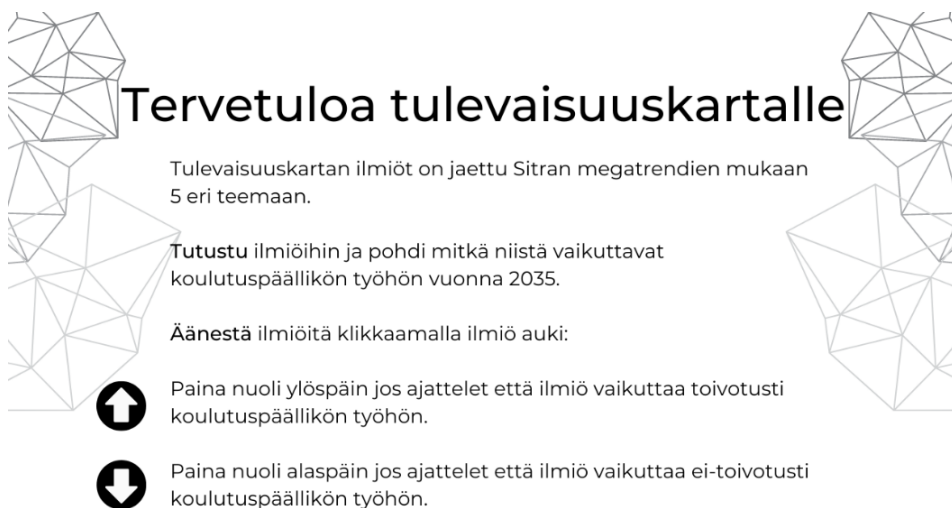 Tervetuloa tulevaisuuskartalle
Tulevaisuuskartan ilmiöt on jaettu Sitran megatrendien mukaan
5 eri teemaan.
Tutustu ilmiöihin ja pohdi mitkä niistä vaikuttavat
koulutuspäällikön työhön vuonna 2035.
Äänestä ilmiöitä klikkaamalla ilmiö auki:
Paina nuoli ylöspäin jos ajattelet että ilmiö vaikuttaa toivotusti
koulutuspäällikön työhön.
Paina nuoli alaspäin jos ajattelet että ilmiö vaikuttaa ei-toivotusti
koulutuspäällikön työhön.